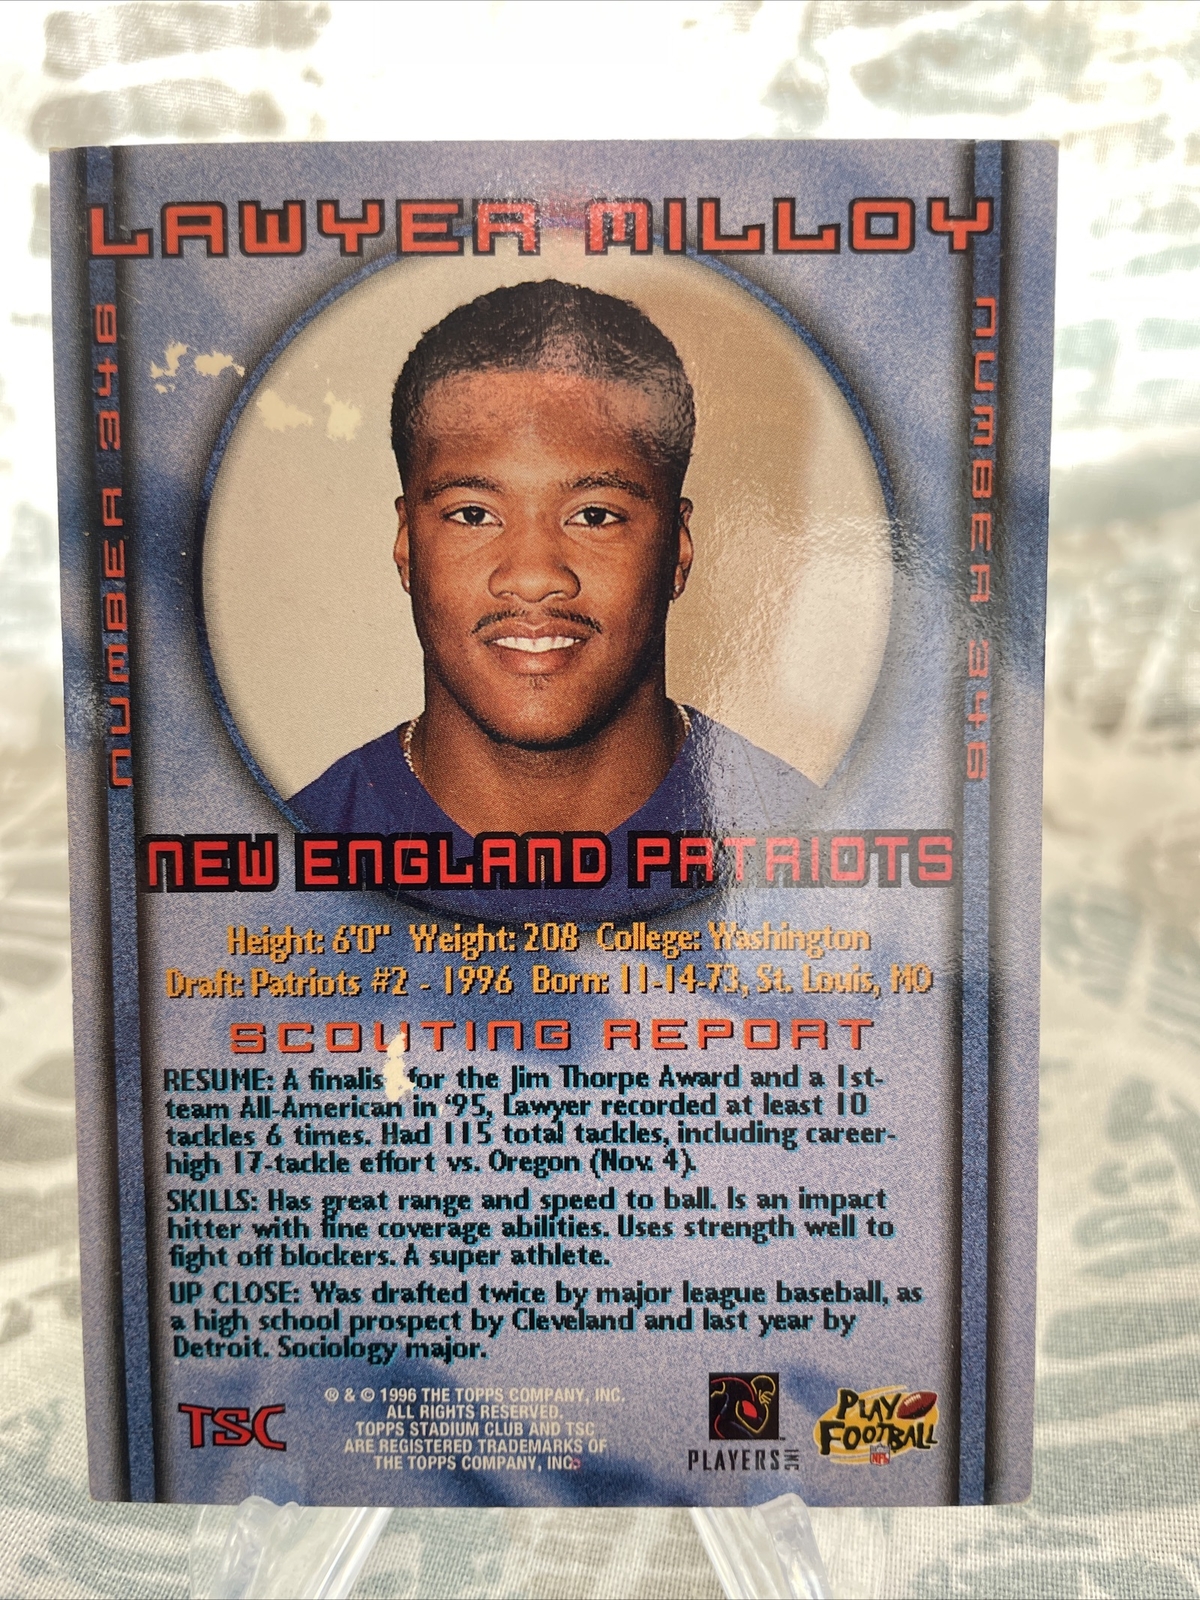 LAWYER MILLOY
NUMBER 346
NUMBER 346
NEW ENGLAND PATRIOTS
Height: 6'0" Weight: 208 College: Washington
Draft: Patriots #2 - 1996 Born: 11-14-73, St. Louis, MO
SCOUTING REPORT
RESUME: A finalis for the Jim Thorpe Award and a 1st-
team All-American in '95, Lawyer recorded at least 10
tackles 6 times. Had 115 total tackles, including career-
high 17-tackle effort vs. Oregon (Nov. 4).
SKILLS: Has great range and speed to ball. Is an impact
hitter with fine coverage abilities. Uses strength well to
fight off blockers. A super athlete.
UP CLOSE: Was drafted twice by major league baseball, as
a high school prospect by Cleveland and last year by
Detroit. Sociology major.
TSC
® & © 1996 THE TOPPS COMPANY, INC.
ALL RIGHTS RESERVED.
TOPPS STADIUM CLUB AND TSC
ARE REGISTERED TRADEMARKS OF
THE TOPPS COMPANY, INC.
PLAYERS INC
PLAY
FOOTBALL
NFL